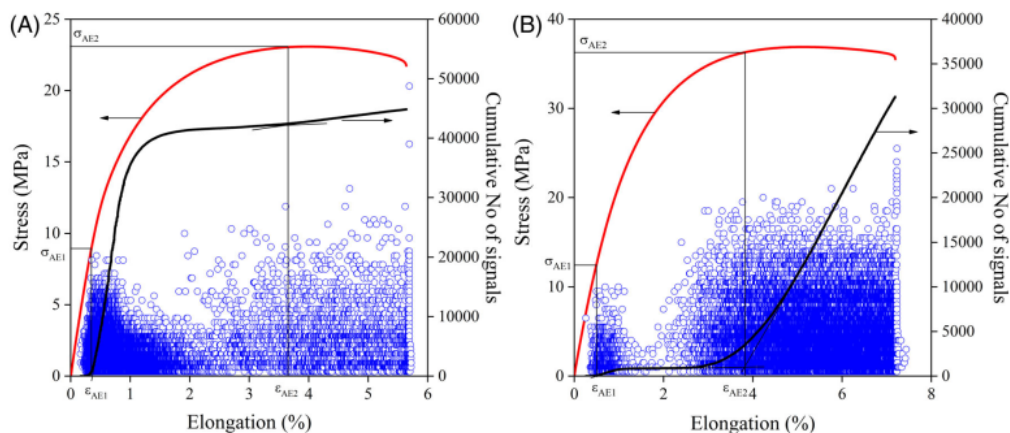 (A)
25
20
15
10
5
0
Stress (MPa)
σAE2
σAE1
60000
50000
40000
30000
20000
10000
0
Cumulative No of signals
0 1 2 3 4 5 6
εAE1
εAE2
Elongation (%)
(B)
40
30
20
10
0
Stress (MPa)
σAE2
σAE1
40000
35000
30000
25000
20000
15000
10000
5000
0
Cumulative No of signals
0 2 4 6 8
εAE1
εAE2
Elongation (%)